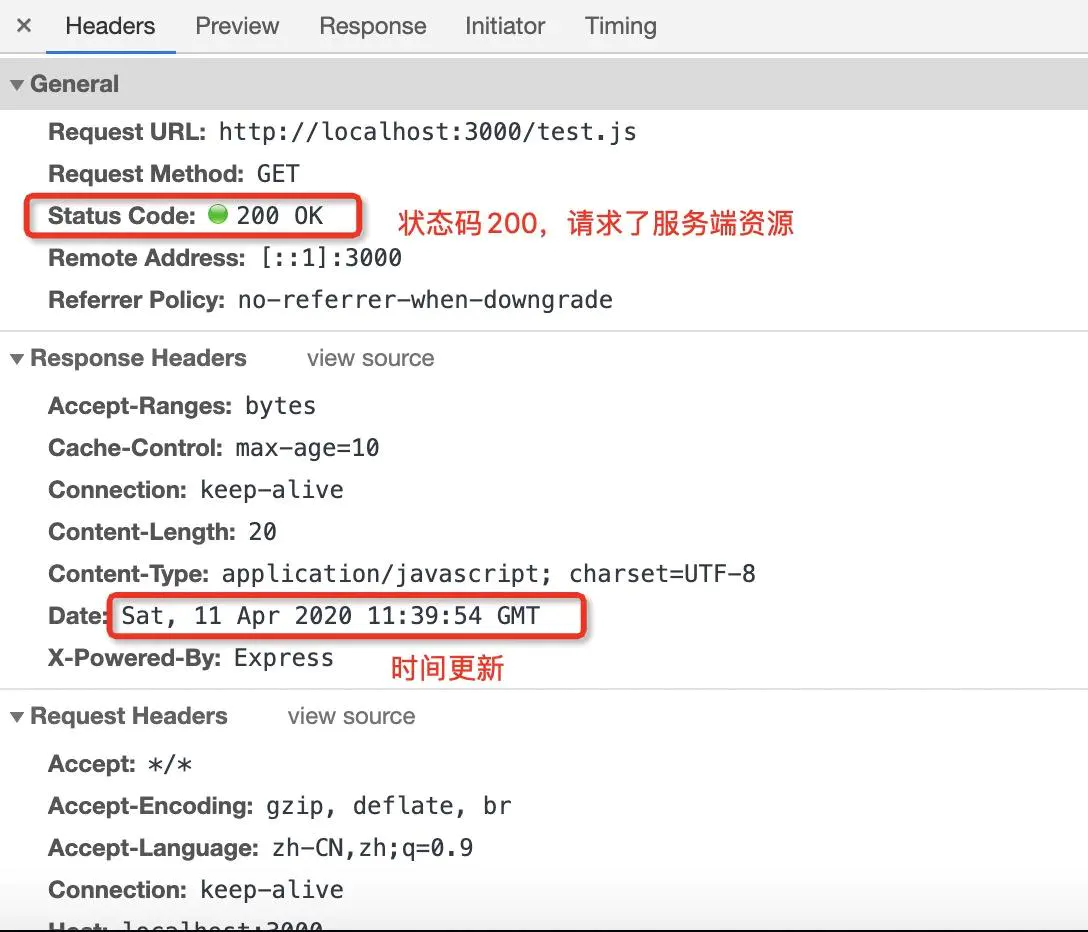 × Headers Preview Response Initiator Timing
▼ General
Request URL: http://localhost:3000/test.js
Request Method: GET
Status Code: 200 OK 状态码200，请求了服务端资源
Remote Address: [::1]:3000
Referrer Policy: no-referrer-when-downgrade
▼ Response Headers view source
Accept-Ranges: bytes
Cache-Control: max-age=10
Connection: keep-alive
Content-Length: 20
Content-Type: application/javascript; charset=UTF-8
Date: Sat, 11 Apr 2020 11:39:54 GMT
X-Powered-By: Express 时间更新
▼ Request Headers view source
Accept: */*
Accept-Encoding: gzip, deflate, br
Accept-Language: zh-CN,zh;q=0.9
Connection: keep-alive
Host: localhost:3000